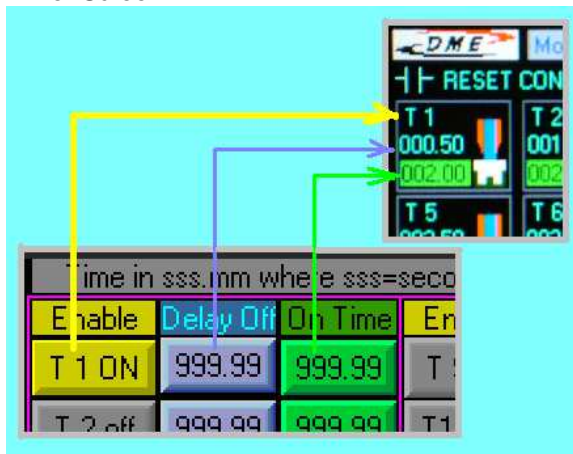 DME Mo
RESET CON
T 1 T 2
000.50 001
002.00 002
T 5 T 6
Time in sss.mm where sss=seco
Enable Delay Off On Time En
T 1 ON 999.99 999.99 T
T 2 off 999.99 999.99 T1